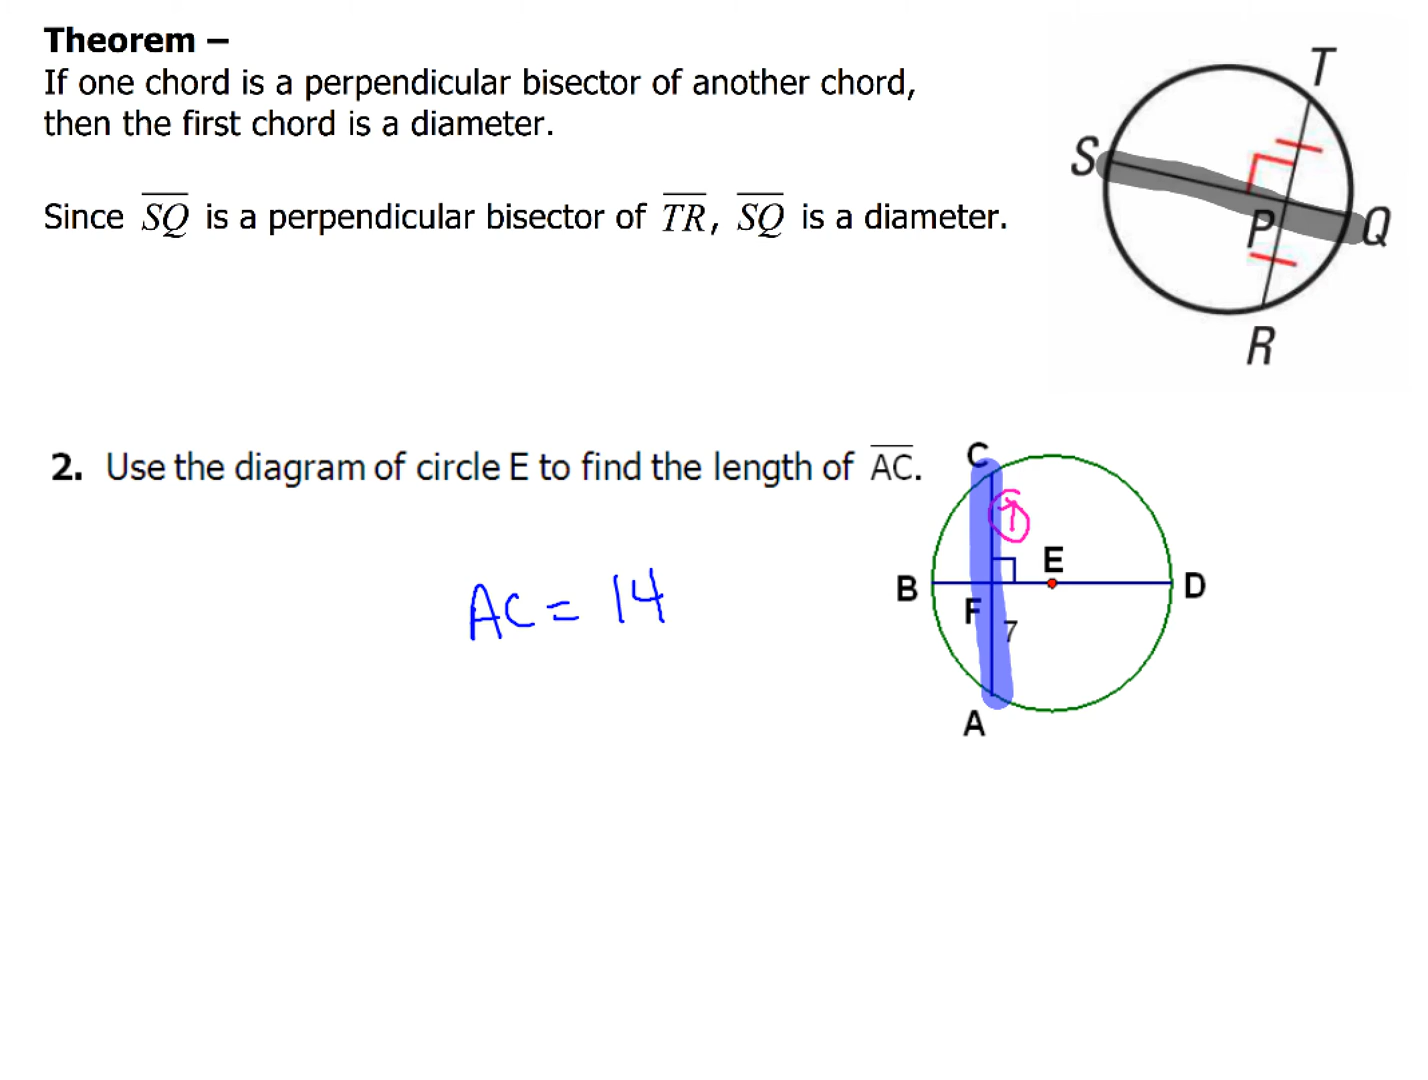 Theorem –
If one chord is a perpendicular bisector of another chord,
then the first chord is a diameter.
Since SQ is a perpendicular bisector of TR, SQ is a diameter.
T
S
P
Q
R
2. Use the diagram of circle E to find the length of AC.
C
E
B
D
F
7
A
AC = 14